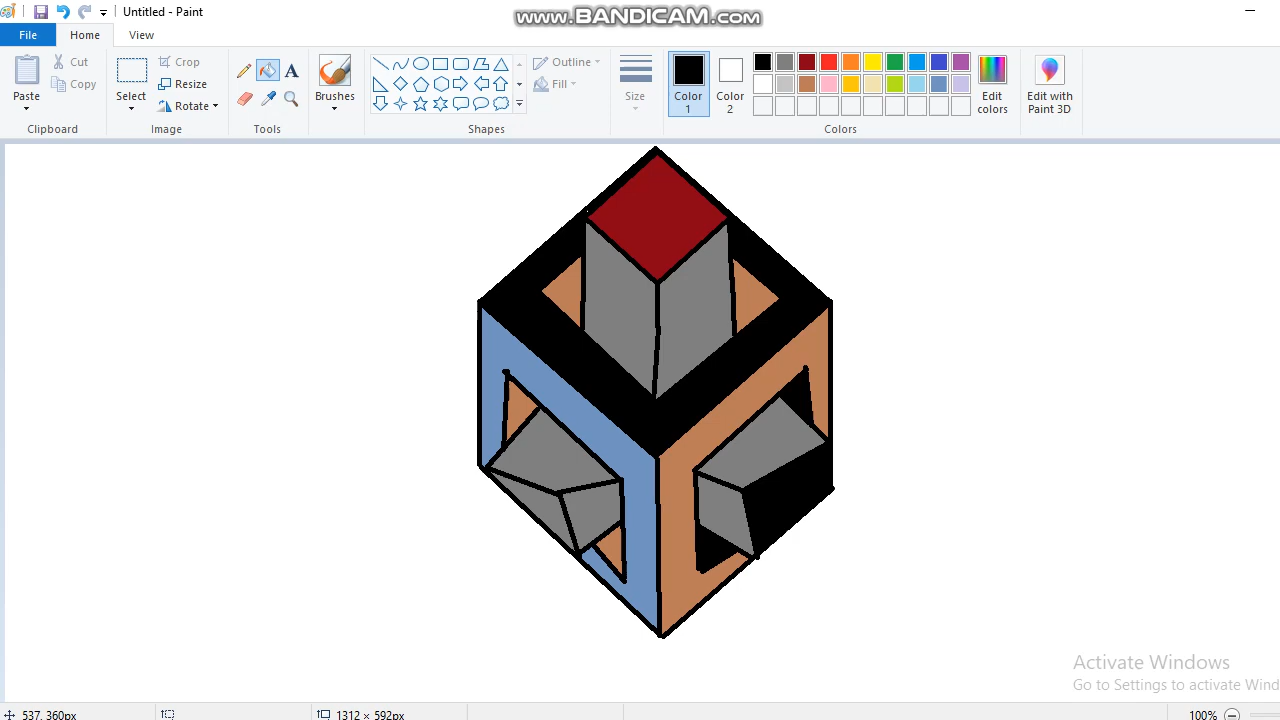 www.BANDICAM.com
Untitled - Paint
File
Home
View
Paste
Cut
Copy
Clipboard
Select
Crop
Resize
Rotate
Image
A
Tools
Brushes
Outline
Fill
Shapes
Size
Color
1
Color
2
Edit
colors
Colors
Edit with
Paint 3D
Activate Windows
Go to Settings to activate Wind
537, 360px
1312 × 592px
100%